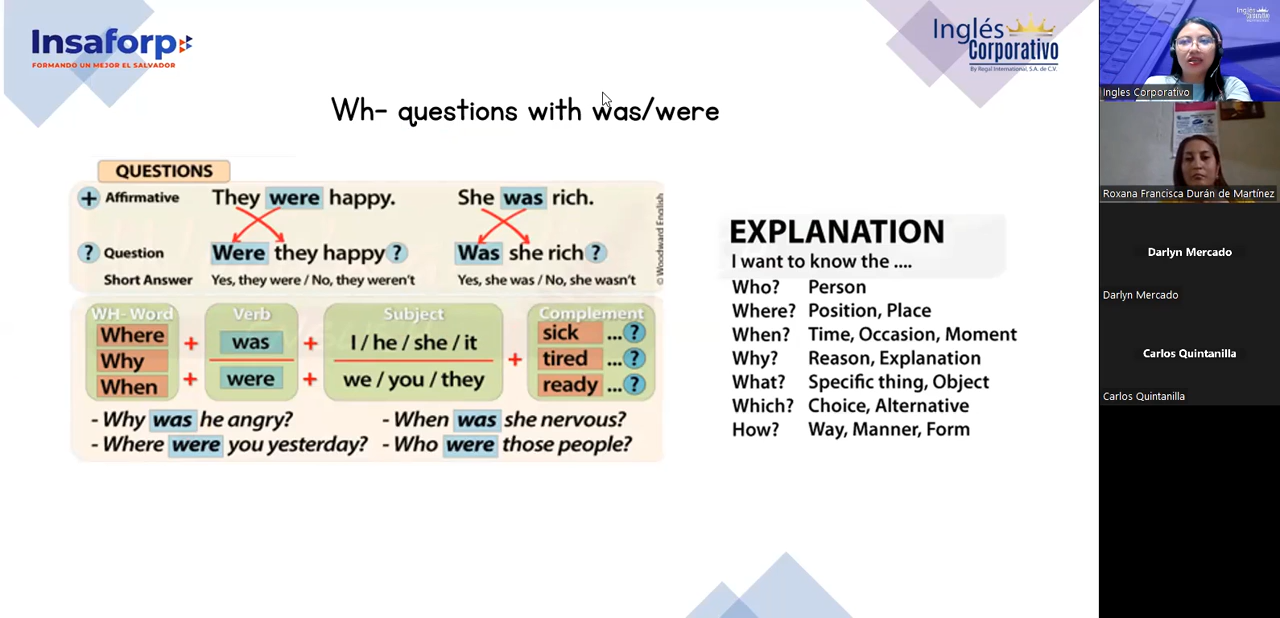 Insaforp
FORMANDO UN MEJOR EL SALVADOR
Inglés
Corporativo
By Regal International, S.A. de C.V.
Wh- questions with was/were
QUESTIONS
+ Affirmative They were happy. She was rich.
? Question Were they happy? Was she rich?
Short Answer Yes, they were / No, they weren't Yes, she was / No, she wasn't
© Woodward English
WH- Word Verb Subject Complement
Where + was + I / he / she / it + sick ...?
Why tired ...?
When + were + we / you / they ready ...?
- Why was he angry? - When was she nervous?
- Where were you yesterday? - Who were those people?
EXPLANATION
I want to know the ....
Who? Person
Where? Position, Place
When? Time, Occasion, Moment
Why? Reason, Explanation
What? Specific thing, Object
Which? Choice, Alternative
How? Way, Manner, Form
Inglés
Ingles Corporativo
Roxana Francisca Durán de Martínez
Darlyn Mercado
Darlyn Mercado
Carlos Quintanilla
Carlos Quintanilla